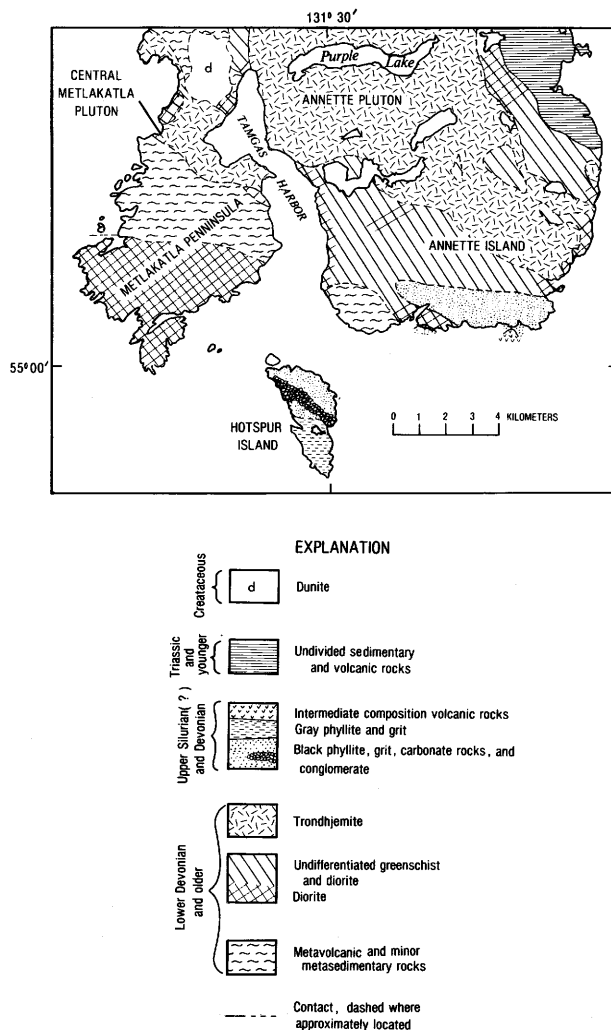 131° 30′
Purple
Lake
d
CENTRAL
METLAKATLA
PLUTON
ANNETTE PLUTON
TAMGAS
HARBOR
METLAKATLA PENNINSULA
ANNETTE ISLAND
55° 00′
HOTSPUR
ISLAND
0 1 2 3 4 KILOMETERS
EXPLANATION
Creataceous
d
Dunite
Triassic and
younger
Undivided sedimentary
and volcanic rocks
Upper Silurian(?)
and Devonian
Intermediate composition volcanic rocks
Gray phyllite and grit
Black phyllite, grit, carbonate rocks, and
conglomerate
Lower Devonian
and older
Trondhjemite
Undifferentiated greenschist
and diorite
Diorite
Metavolcanic and minor
metasedimentary rocks
Contact, dashed where
approximately located